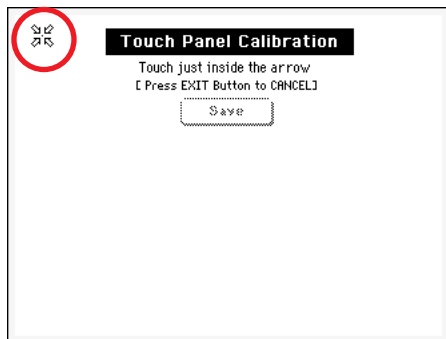 Touch Panel Calibration
Touch just inside the arrow
[ Press EXIT Button to CANCEL]
Save